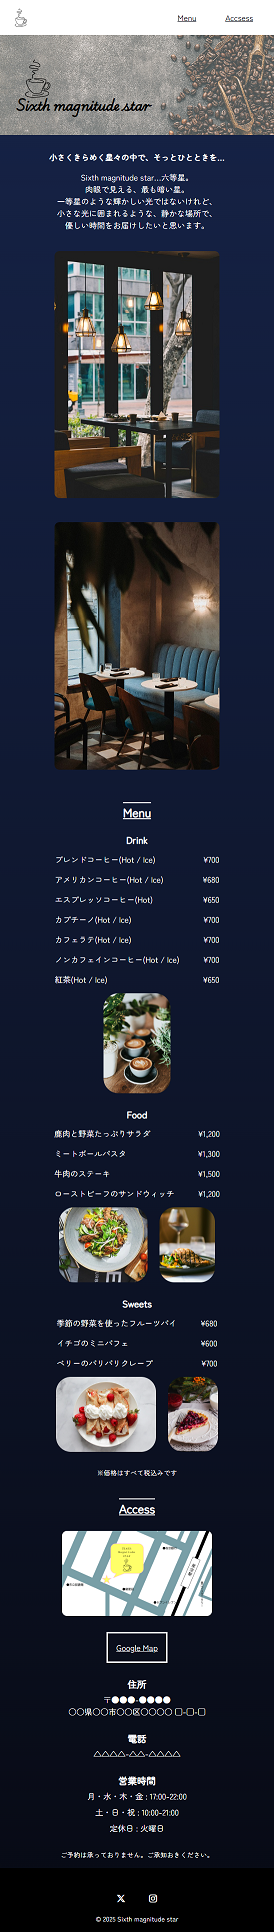 Menu Accsess
Sixth magnitude star
小さくきらめく星々の中で、そっとひとときを…
Sixth magnitude star…六等星。
肉眼で見える、最も暗い星。
一等星のような輝かしい光ではないけれど、
小さな光に囲まれるような、静かな場所で、
優しい時間をお届けしたいと思います。
Menu
Drink
ブレンドコーヒー(Hot / Ice) ¥700
アメリカンコーヒー(Hot / Ice) ¥680
エスプレッソコーヒー(Hot) ¥650
カプチーノ(Hot / Ice) ¥700
カフェラテ(Hot / Ice) ¥700
ノンカフェインコーヒー(Hot / Ice) ¥700
紅茶(Hot / Ice) ¥650
Food
鹿肉と野菜たっぷりサラダ ¥1,200
ミートボールパスタ ¥1,300
牛肉のステーキ ¥1,500
ローストビーフのサンドウィッチ ¥1,200
Sweets
季節の野菜を使ったフルーツパイ ¥680
イチゴのミニパフェ ¥600
ベリーのパリパリクレープ ¥700
※価格はすべて税込みです
Access
Google Map
住所
〒●●●-●●●●
〇〇県〇〇市〇〇区〇〇〇〇 □-□-□
電話
△△△△-△△-△△△△
営業時間
月・水・木・金 : 17:00-22:00
土・日・祝 : 10:00-21:00
定休日 : 火曜日
ご予約は承っておりません。ご承知おきください。
© 2025 Sixth magnitude star